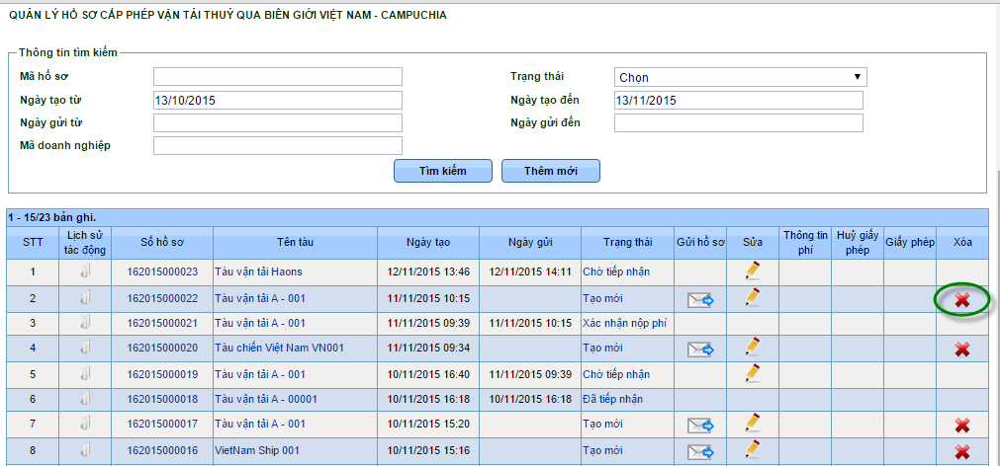 QUẢN LÝ HỒ SƠ CẤP PHÉP VẬN TẢI THUỶ QUA BIÊN GIỚI VIỆT NAM - CAMPUCHIA
Thông tin tìm kiếm
Mã hồ sơ Trạng thái Chọn
Ngày tạo từ 13/10/2015 Ngày tạo đến 13/11/2015
Ngày gửi từ Ngày gửi đến
Mã doanh nghiệp
Tìm kiếm Thêm mới
1 - 15/23 bản ghi.
STT Lịch sử tác động Số hồ sơ Tên tàu Ngày tạo Ngày gửi Trạng thái Gửi hồ sơ Sửa Thông tin phí Huỷ giấy phép Giấy phép Xóa
1 162015000023 Tàu vận tải Haons 12/11/2015 13:46 12/11/2015 14:11 Chờ tiếp nhận
2 162015000022 Tàu vận tải A - 001 11/11/2015 10:15 Tạo mới
3 162015000021 Tàu vận tải A - 001 11/11/2015 09:39 11/11/2015 10:15 Xác nhận nộp phí
4 162015000020 Tàu chiến Việt Nam VN001 11/11/2015 09:34 Tạo mới
5 162015000019 Tàu vận tải A - 001 10/11/2015 16:40 11/11/2015 09:39 Chờ tiếp nhận
6 162015000018 Tàu vận tải A - 00001 10/11/2015 16:18 10/11/2015 16:18 Đã tiếp nhận
7 162015000017 Tàu vận tải A - 001 10/11/2015 15:20 Tạo mới
8 162015000016 VietNam Ship 001 10/11/2015 15:16 Tạo mới